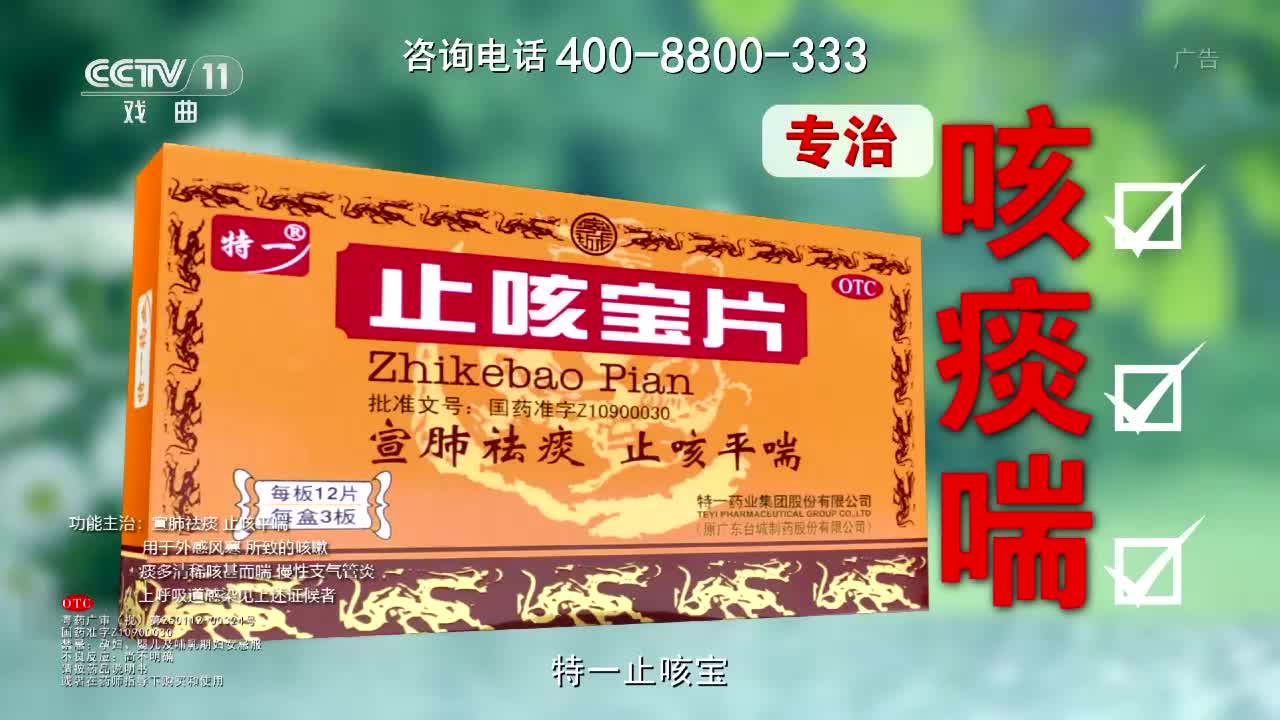 CCTV 11
戏曲
咨询电话 400-8800-333
广告
专治
咳
痰
喘
特一®
止咳宝片
OTC
Zhikebao Pian
批准文号：国药准字Z10900030
宣肺祛痰 止咳平喘
每板12片
每盒3板
特一药业集团股份有限公司
TEYI PHARMACEUTICAL GROUP CO.,LTD
（原广东台城制药股份有限公司）
功能主治：宣肺祛痰 止咳平喘
用于外感风寒 所致的咳嗽
痰多清稀咳甚而喘 慢性支气管炎
上呼吸道感染见上述证候者
OTC
国药准字Z10900030
禁忌：孕妇、婴儿及哺乳期妇女禁服
不良反应：尚不明确
请按药品说明书
或者在药师指导下购买和使用
特一止咳宝